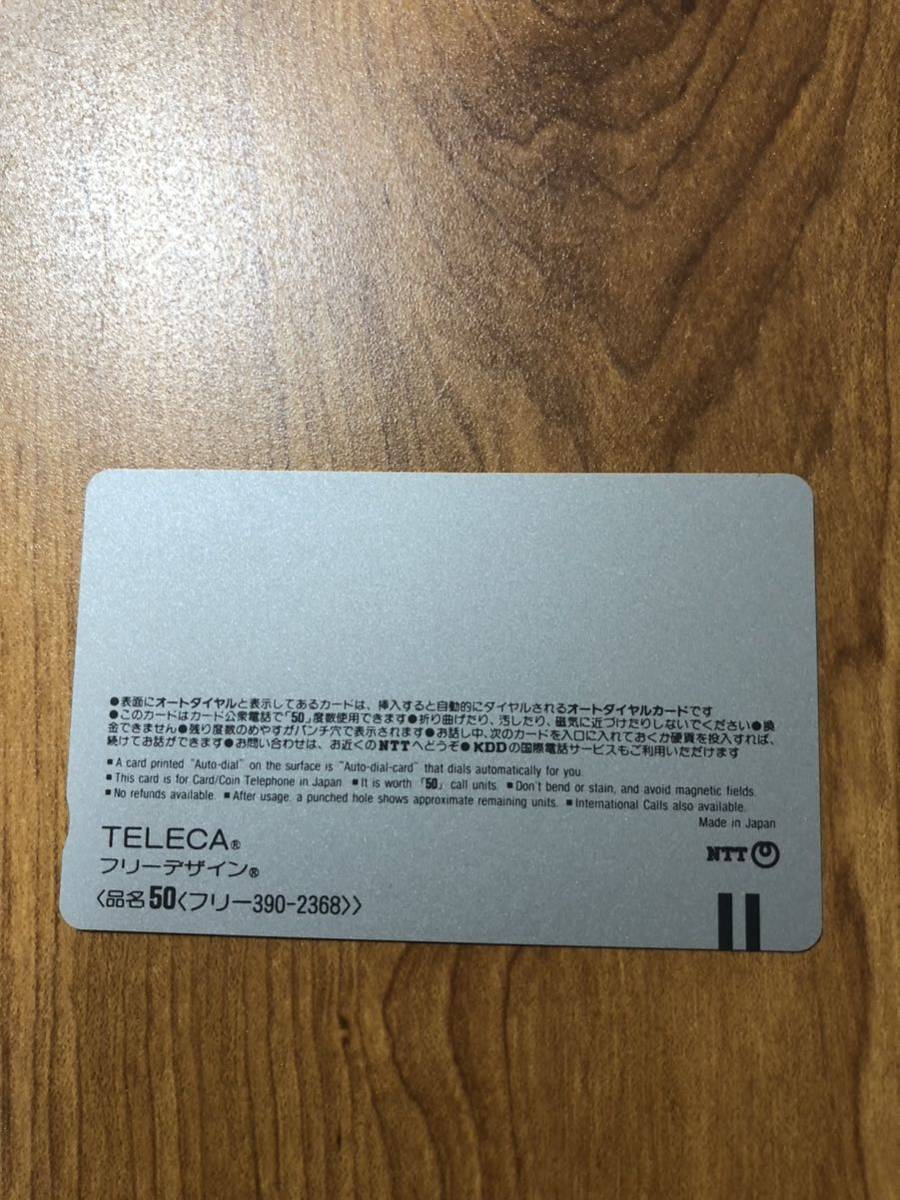 ●表面にオートダイヤルと表示してあるカードは、挿入すると自動的にダイヤルされるオートダイヤルカードです
●このカードはカード公衆電話で「50」度数使用できます●折り曲げたり、汚したり、磁気に近づけたりしないでください●換
金できません●残り度数のめやすがパンチ穴で表示されます●お話し中、次のカードを入口に入れておくか硬貨を投入すれば、
続けてお話ができます●お問い合わせは、お近くのNTTへどうぞ●KDDの国際電話サービスもご利用いただけます
■A card printed "Auto-dial" on the surface is "Auto-dial-card" that dials automatically for you.
■This card is for Card/Coin Telephone in Japan. ■It is worth「50」call units. ■Don't bend or stain, and avoid magnetic fields.
■No refunds available. ■After usage, a punched hole shows approximate remaining units. ■International Calls also available.
Made in Japan
TELECA®
フリーデザイン®
NTT
〈品名50〈フリー390-2368〉〉